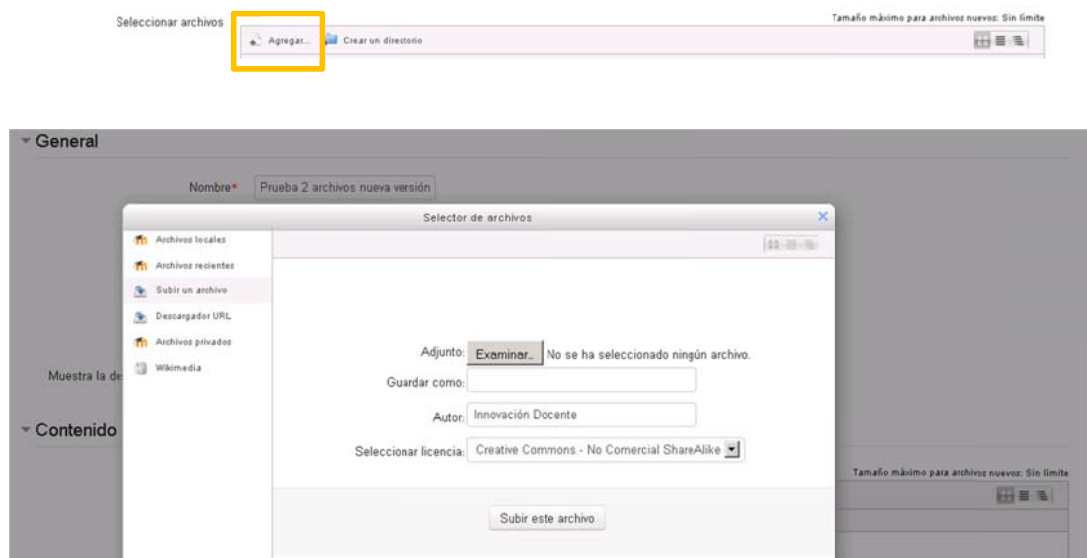 Tamaño máximo para archivos nuevos: Sin límite
Seleccionar archivos
Agregar... Crear un directorio
General
Nombre* Prueba 2 archivos nueva versión
Selector de archivos
Archivos locales
Archivos recientes
Subir un archivo
Descargador URL
Archivos privados
Wikimedia
Adjunto: Examinar... No se ha seleccionado ningún archivo.
Guardar como:
Autor: Innovación Docente
Seleccionar licencia: Creative Commons - No Comercial ShareAlike
Subir este archivo
Muestra la de
Contenido
Tamaño máximo para archivos nuevos: Sin límite